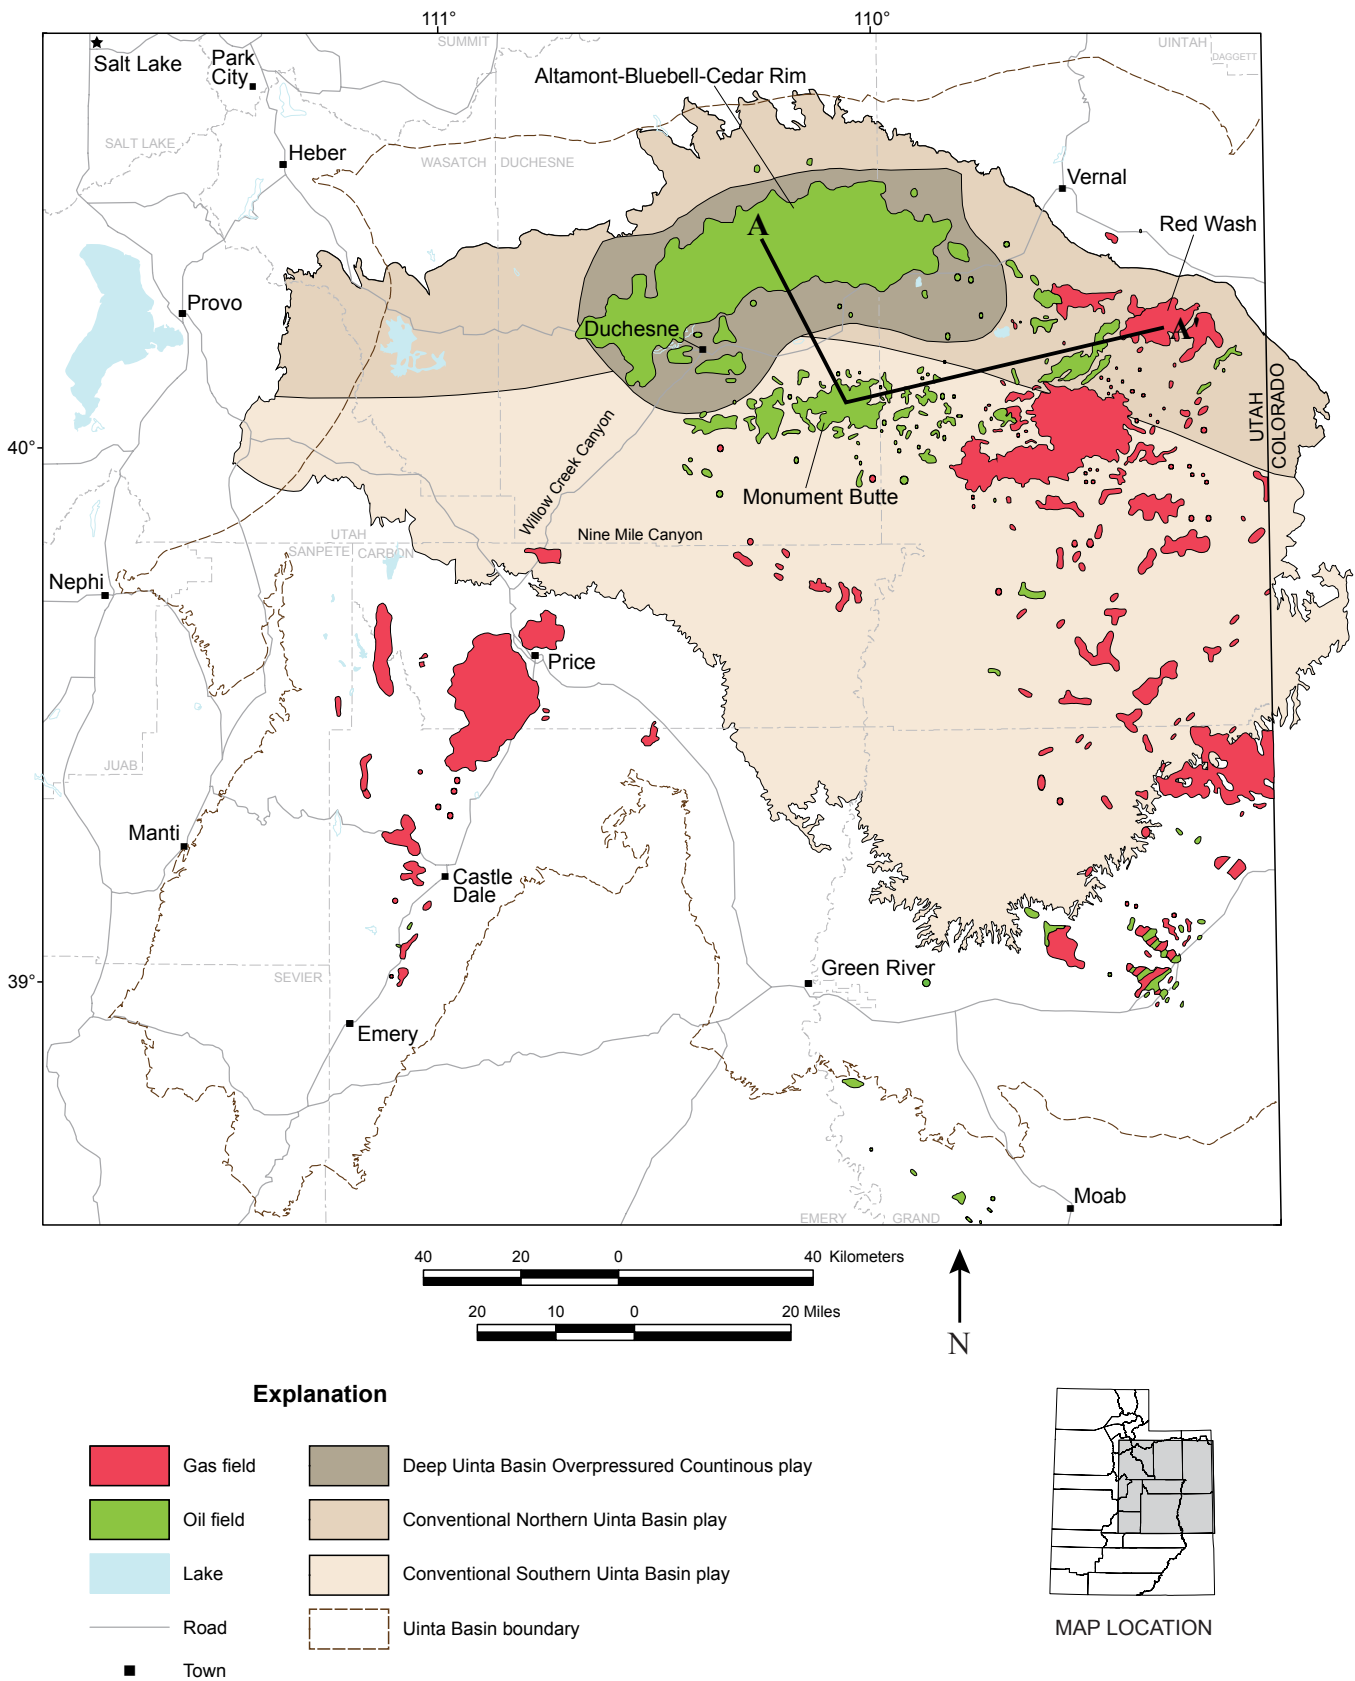 111°
110°
SUMMIT
UINTAH
DAGGETT
Salt Lake
Park
City
Altamont-Bluebell-Cedar Rim
SALT LAKE
Heber
WASATCH
DUCHESNE
Vernal
Red Wash
A
Provo
Duchesne
A'
UTAH
COLORADO
40°
Willow Creek Canyon
Monument Butte
UTAH
Nine Mile Canyon
SANPETE
CARBON
Nephi
Price
JUAB
Manti
Castle
Dale
39°
SEVIER
Green River
Emery
Moab
EMERY
GRAND
40
20
0
40 Kilometers
20
10
0
20 Miles
N
Explanation
Gas field
Deep Uinta Basin Overpressured Countinous play
Oil field
Conventional Northern Uinta Basin play
Lake
Conventional Southern Uinta Basin play
Road
Uinta Basin boundary
Town
MAP LOCATION